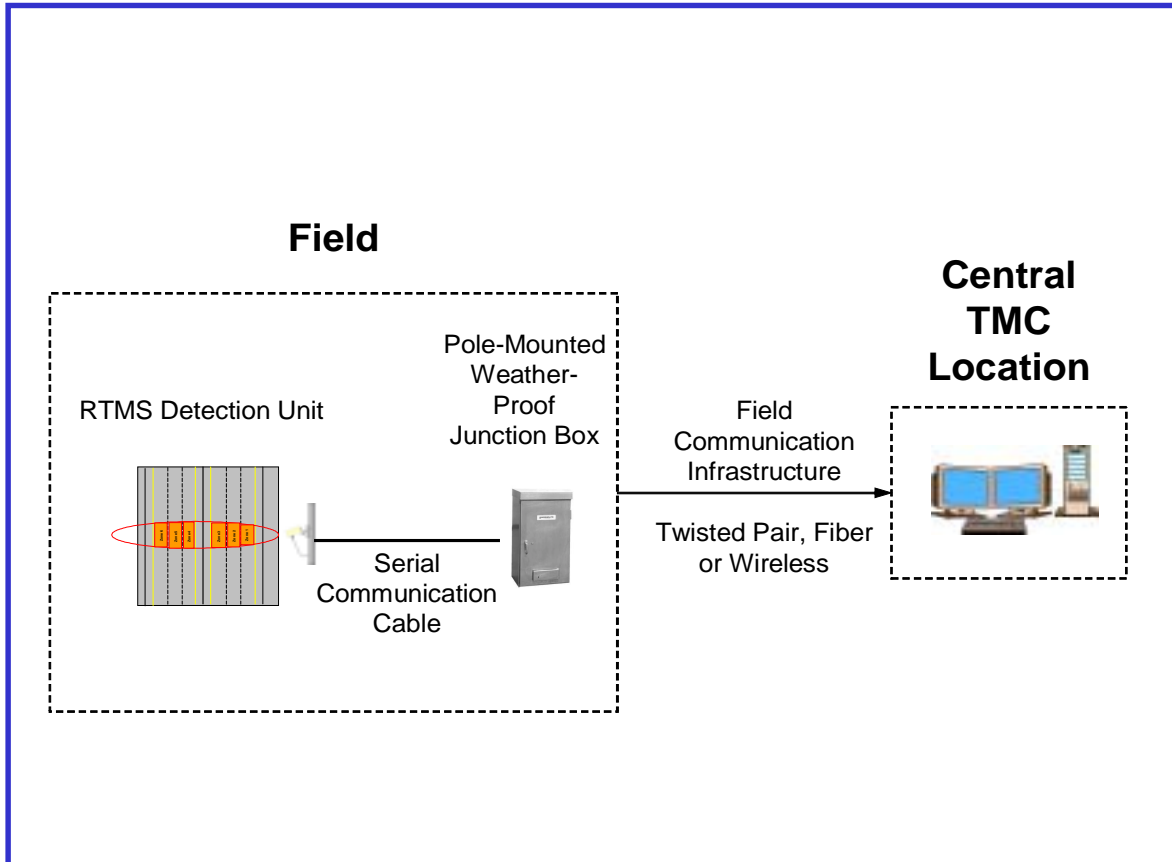 Field
Central
TMC
Location
Pole-Mounted
Weather-
Proof
Junction Box
RTMS Detection Unit
Field
Communication
Infrastructure
Twisted Pair, Fiber
or Wireless
Serial
Communication
Cable